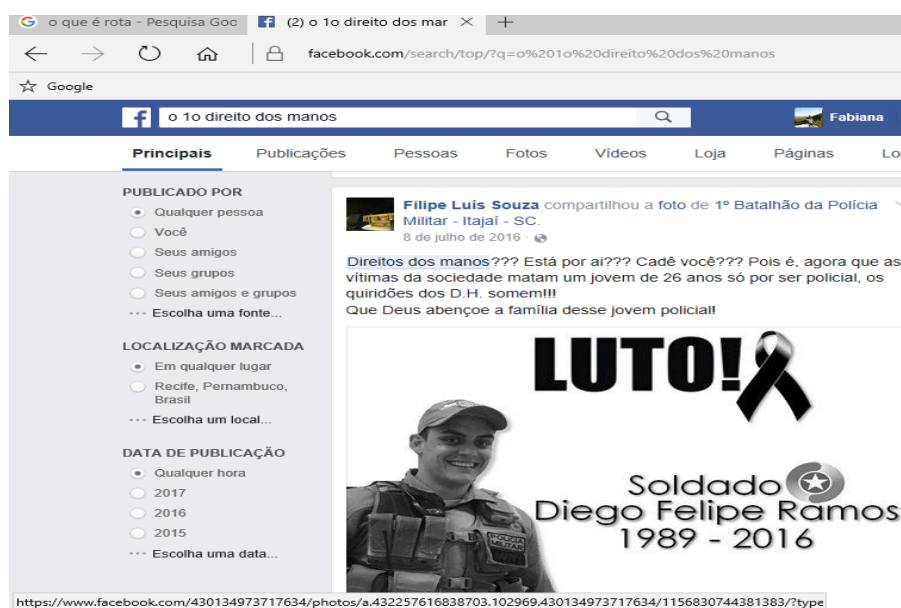 o que é rota - Pesquisa Goo
(2) o 1o direito dos mar
facebook.com/search/top/?q=o%201o%20direito%20dos%20manos
Google
o 1o direito dos manos
Fabiana
Principais Publicações Pessoas Fotos Vídeos Loja Páginas Lo
PUBLICADO POR
Qualquer pessoa
Você
Seus amigos
Seus grupos
Seus amigos e grupos
Escolha uma fonte...
LOCALIZAÇÃO MARCADA
Em qualquer lugar
Recife, Pernambuco,
Brasil
Escolha um local...
DATA DE PUBLICAÇÃO
Qualquer hora
2017
2016
2015
Escolha uma data...
Filipe Luís Souza compartilhou a foto de 1º Batalhão da Polícia
Militar - Itajaí - SC.
8 de julho de 2016
Direitos dos manos??? Está por ai??? Cadê você??? Pois é, agora que as
vítimas da sociedade matam um jovem de 26 anos só por ser policial, os
quiridões dos D.H. somem!!!
Que Deus abençoe a família desse jovem policial!
LUTO!
Soldado
Diego Felipe Ramos
1989 - 2016
POLÍCIA
MILITAR
https://www.facebook.com/430134973717634/photos/a.432257616838703.102969.430134973717634/1156830744381383/?type